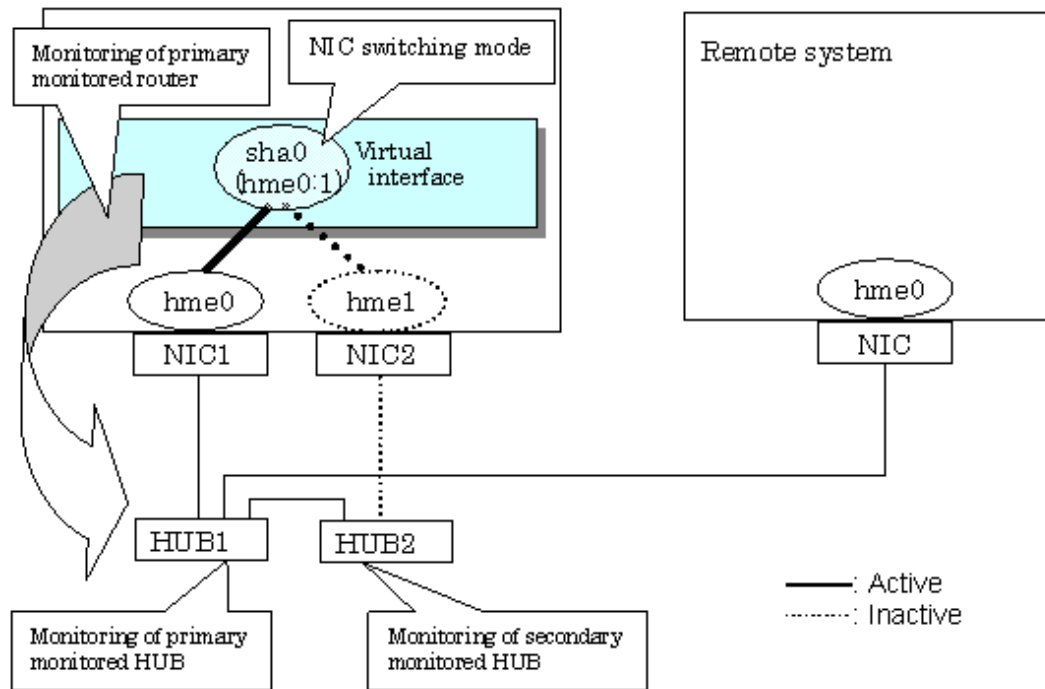 Monitoring of primary
monitored router
NIC switching mode
Remote system
sha0
(hme0:1)
Virtual
interface
hme0
hme1
hme0
NIC1
NIC2
NIC
HUB1
HUB2
: Active
: Inactive
Monitoring of primary
monitored HUB
Monitoring of secondary
monitored HUB